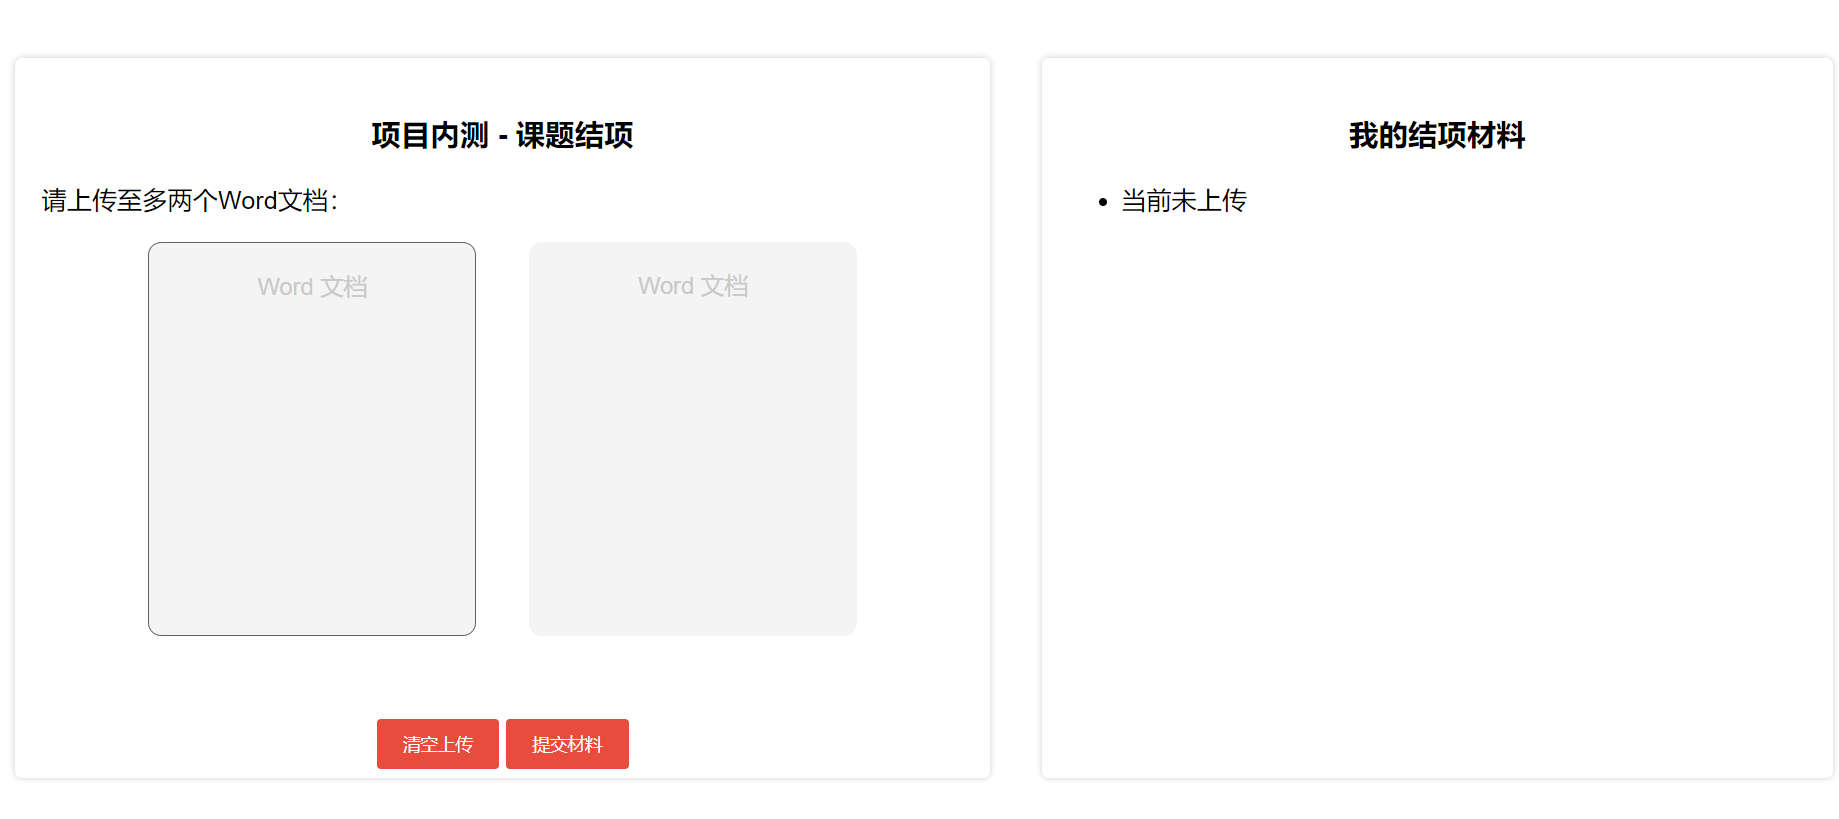 项目内测 - 课题结项
请上传至多两个Word文档：
Word 文档
Word 文档
清空上传
提交材料
我的结项材料
当前未上传